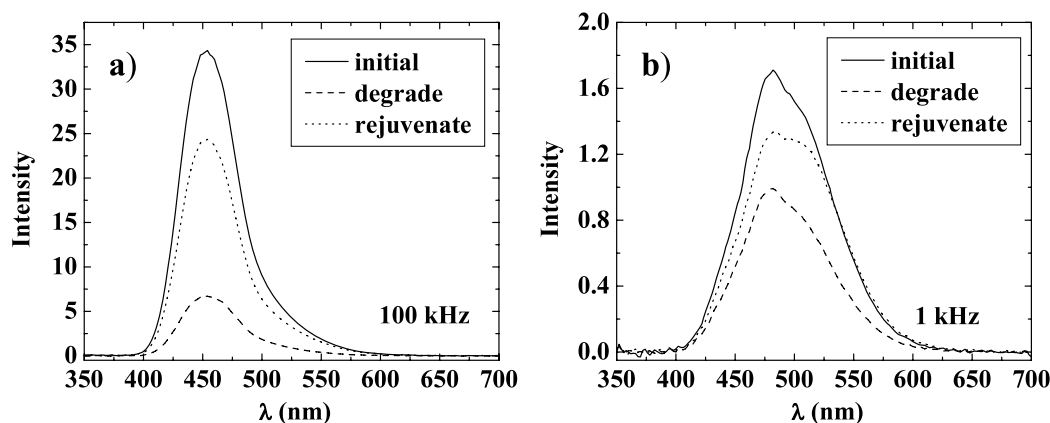 a)
initial
degrade
rejuvenate
100 kHz
Intensity
35
30
25
20
15
10
5
0
350 400 450 500 550 600 650 700
λ (nm)
b)
initial
degrade
rejuvenate
1 kHz
Intensity
2.0
1.6
1.2
0.8
0.4
0.0
350 400 450 500 550 600 650 700
λ (nm)